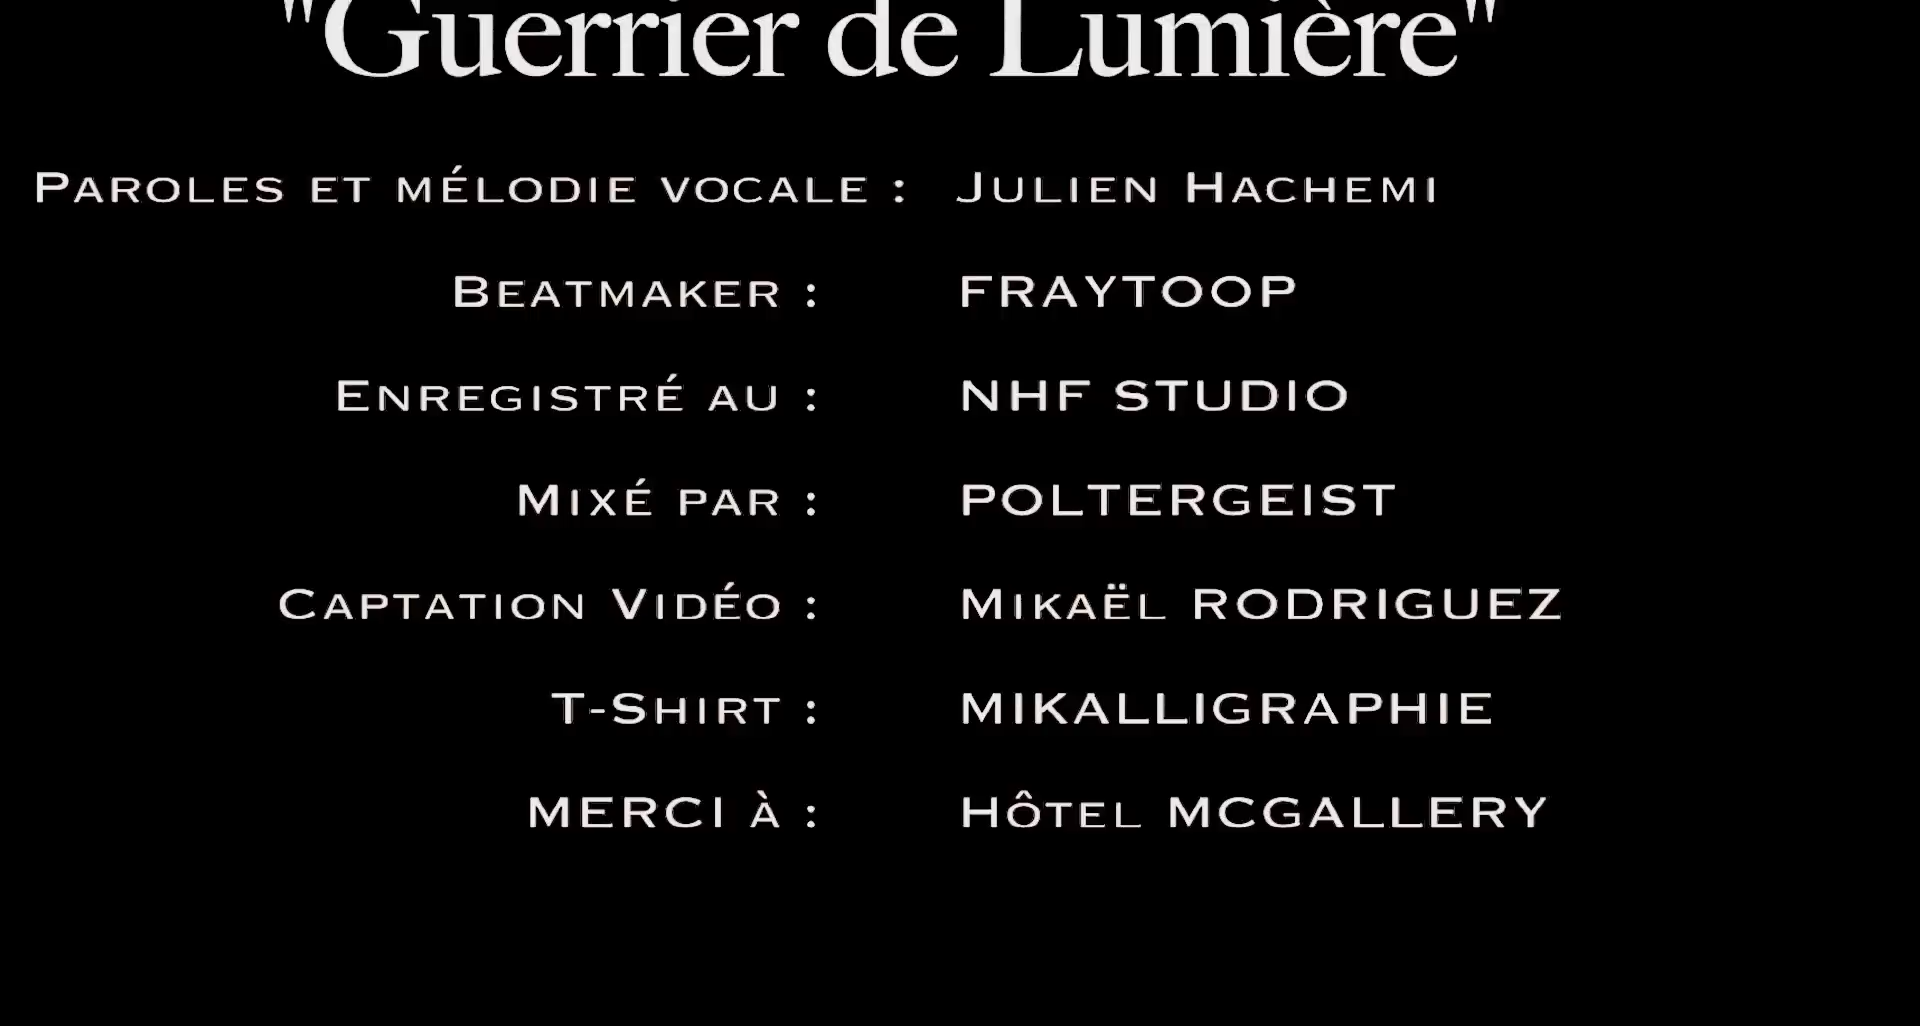 "Guerrier de Lumière"
Paroles et mélodie vocale : Julien Hachemi
Beatmaker : FRAYTOOP
Enregistré au : NHF STUDIO
Mixé par : POLTERGEIST
Captation Vidéo : Mikaël RODRIGUEZ
T-Shirt : MIKALLIGRAPHIE
MERCI à : Hôtel MCGALLERY